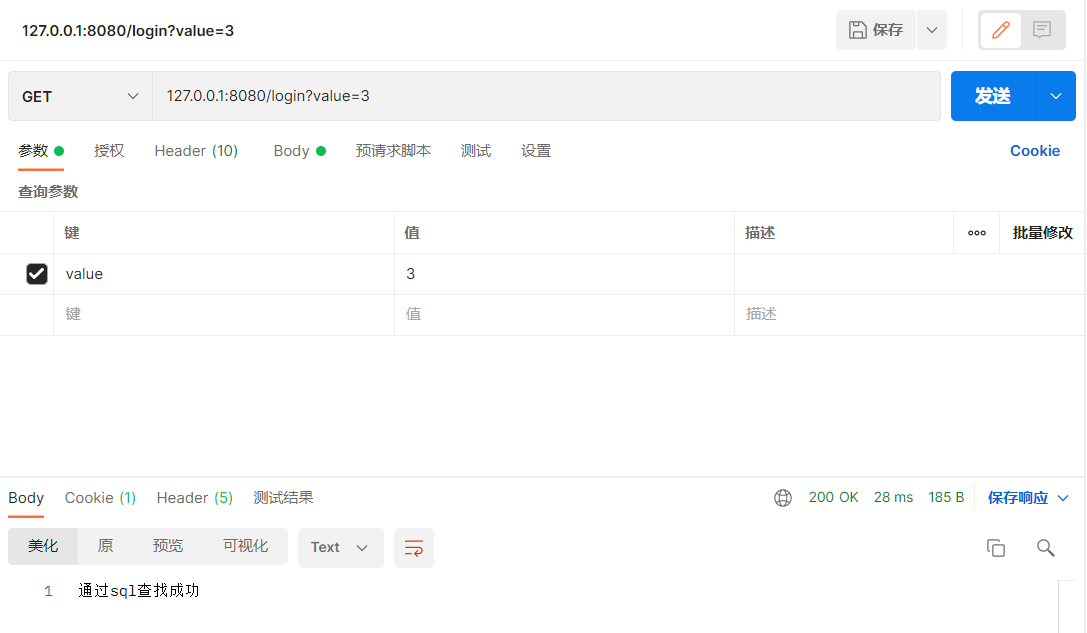 127.0.0.1:8080/login?value=3
保存
GET
127.0.0.1:8080/login?value=3
发送
参数 授权 Header (10) Body 预请求脚本 测试 设置 Cookie
查询参数
键 值 描述 ooo 批量修改
value 3
键 值 描述
Body Cookie (1) Header (5) 测试结果 200 OK 28 ms 185 B 保存响应
美化 原 预览 可视化 Text
1 通过sql查找成功